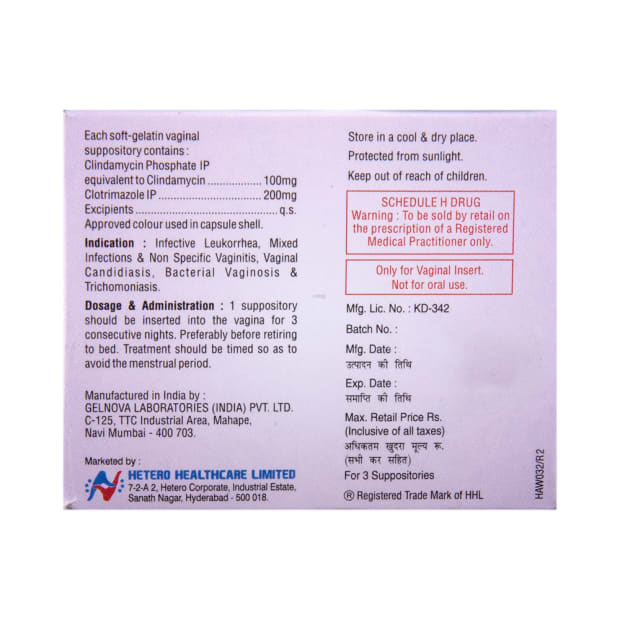 Each soft-gelatin vaginal
suppository contains :
Clindamycin Phosphate IP
equivalent to Clindamycin .................. 100mg
Clotrimazole IP .................................. 200mg
Excipients ............................................... q.s.
Approved colour used in capsule shell.
Indication : Infective Leukorrhea, Mixed
Infections & Non Specific Vaginitis, Vaginal
Candidiasis, Bacterial Vaginosis &
Trichomoniasis.
Dosage & Administration : 1 suppository
should be inserted into the vagina for 3
consecutive nights. Preferably before retiring
to bed. Treatment should be timed so as to
avoid the menstrual period.
Manufactured in India by :
GELNOVA LABORATORIES (INDIA) PVT. LTD.
C-125, TTC Industrial Area, Mahape,
Navi Mumbai - 400 703.
Marketed by :
HETERO HEALTHCARE LIMITED
7-2-A 2, Hetero Corporate, Industrial Estate,
Sanath Nagar, Hyderabad - 500 018.
Store in a cool & dry place.
Protected from sunlight.
Keep out of reach of children.
SCHEDULE H DRUG
Warning : To be sold by retail on
the prescription of a Registered
Medical Practitioner only.
Only for Vaginal Insert.
Not for oral use.
Mfg. Lic. No. : KD-342
Batch No. :
Mfg. Date :
उत्पादन की तिथि
Exp. Date :
समाप्ति की तिथि
Max. Retail Price Rs.
(Inclusive of all taxes)
अधिकतम खुदरा मूल्य रू.
(सभी कर सहित)
For 3 Suppositories
® Registered Trade Mark of HHL
HAW032/R2